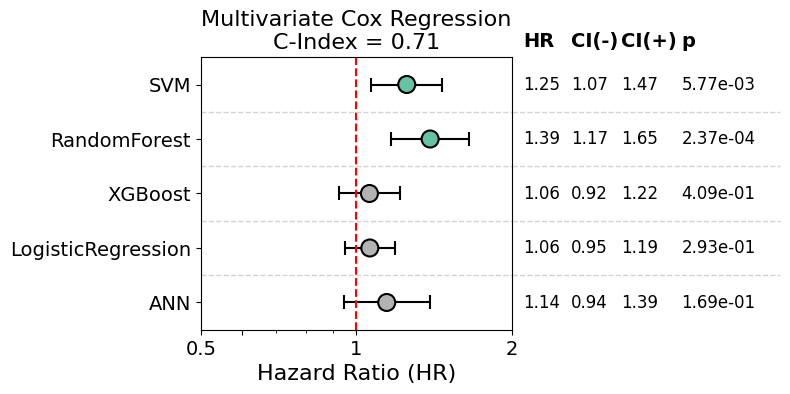 Multivariate Cox Regression
C-Index = 0.71
HR CI(-) CI(+) p
SVM 1.25 1.07 1.47 5.77e-03
RandomForest 1.39 1.17 1.65 2.37e-04
XGBoost 1.06 0.92 1.22 4.09e-01
LogisticRegression 1.06 0.95 1.19 2.93e-01
ANN 1.14 0.94 1.39 1.69e-01
0.5 1 2
Hazard Ratio (HR)